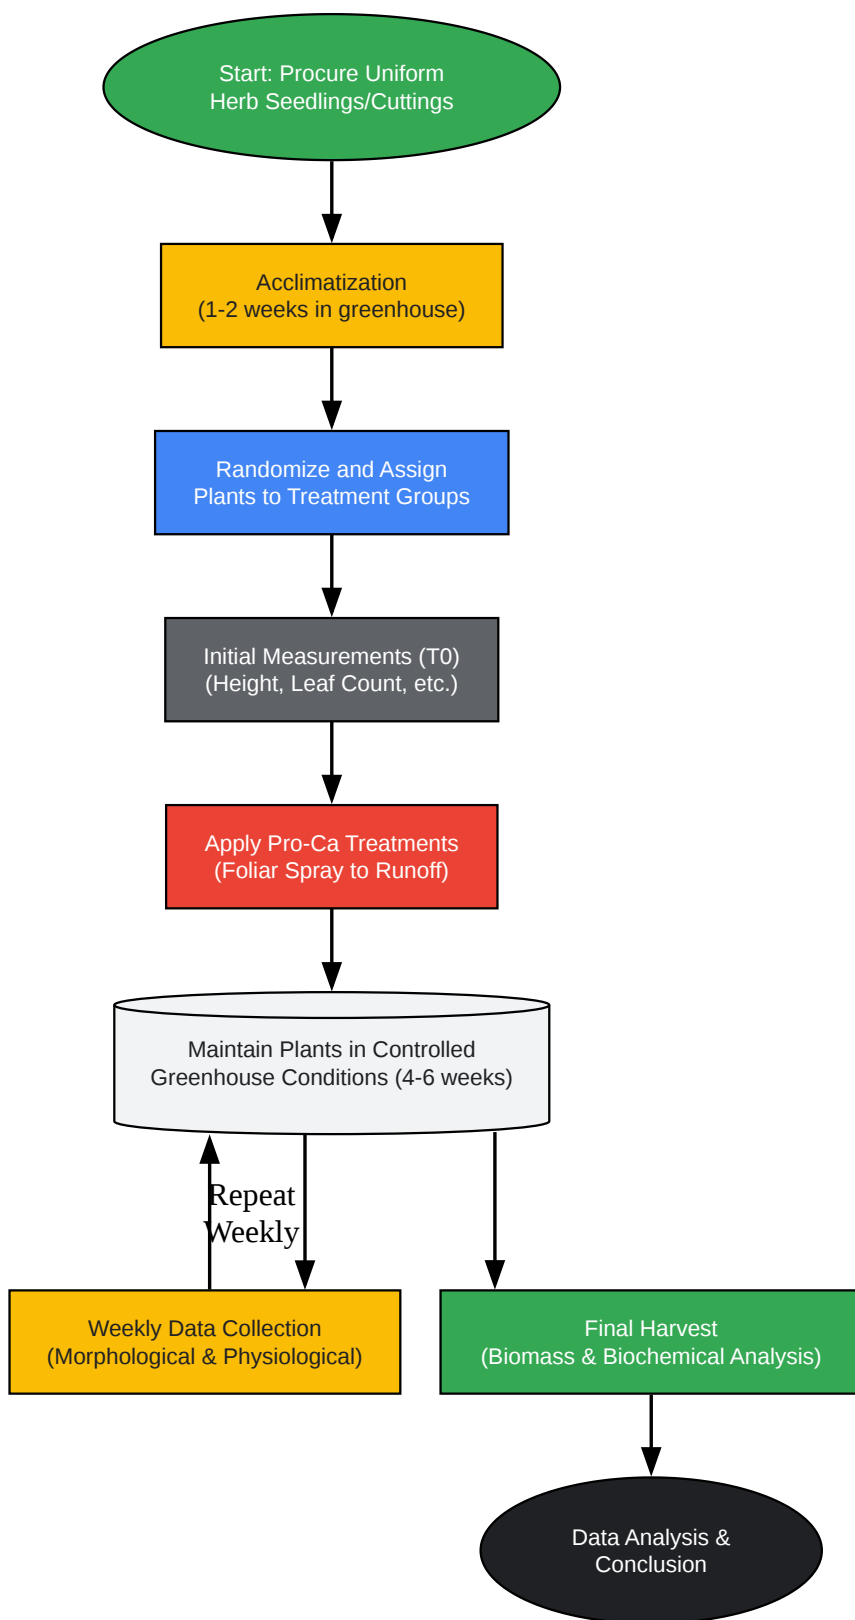 Start: Procure Uniform
Herb Seedlings/Cuttings
Acclimatization
(1-2 weeks in greenhouse)
Randomize and Assign
Plants to Treatment Groups
Initial Measurements (T0)
(Height, Leaf Count, etc.)
Apply Pro-Ca Treatments
(Foliar Spray to Runoff)
Maintain Plants in Controlled
Greenhouse Conditions (4-6 weeks)
Repeat
Weekly
Weekly Data Collection
(Morphological & Physiological)
Final Harvest
(Biomass & Biochemical Analysis)
Data Analysis &
Conclusion